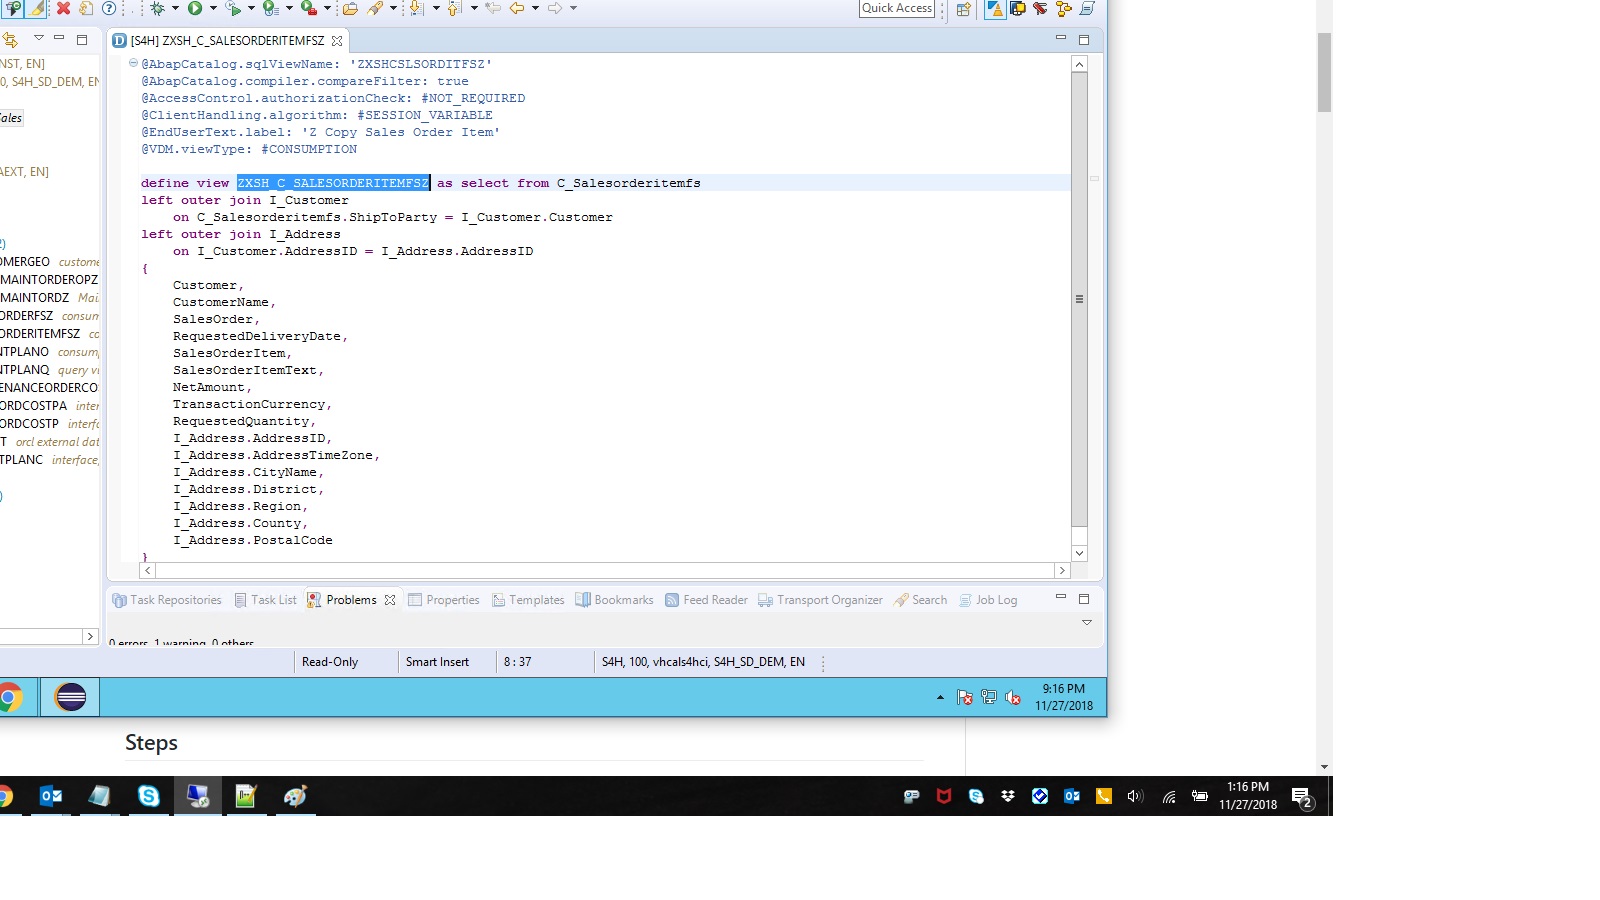 Quick Access
[S4H] ZXSH_C_SALESORDERITEMFSZ
NST, EN]
0, S4H_SD_DEM, EN
ales
AEXT, EN]
2)
OMERGEO custome
MAINTORDEROPZ
MAINTORDZ Mai
ORDERFSZ consum
ORDERITEMFSZ co
NTPLANO consump
NTPLANQ query vi
ENANCEORDERCO
ORDCOSTPA inter
ORDCOSTP interfa
T orcl external dat
TPLANC interface,
)
@AbapCatalog.sqlViewName: 'ZXSHCSLSORDITFSZ'
@AbapCatalog.compiler.compareFilter: true
@AccessControl.authorizationCheck: #NOT_REQUIRED
@ClientHandling.algorithm: #SESSION_VARIABLE
@EndUserText.label: 'Z Copy Sales Order Item'
@VDM.viewType: #CONSUMPTION
define view ZXSH_C_SALESORDERITEMFSZ as select from C_Salesorderitemfs
left outer join I_Customer
on C_Salesorderitemfs.ShipToParty = I_Customer.Customer
left outer join I_Address
on I_Customer.AddressID = I_Address.AddressID
{
Customer,
CustomerName,
SalesOrder,
RequestedDeliveryDate,
SalesOrderItem,
SalesOrderItemText,
NetAmount,
TransactionCurrency,
RequestedQuantity,
I_Address.AddressID,
I_Address.AddressTimeZone,
I_Address.CityName,
I_Address.District,
I_Address.Region,
I_Address.County,
I_Address.PostalCode
}
Task Repositories Task List Problems Properties Templates Bookmarks Feed Reader Transport Organizer Search Job Log
0 errors, 1 warning, 0 others
Read-Only Smart Insert 8 : 37 S4H, 100, vhcals4hci, S4H_SD_DEM, EN
9:16 PM
11/27/2018
Steps
1:16 PM
11/27/2018
2